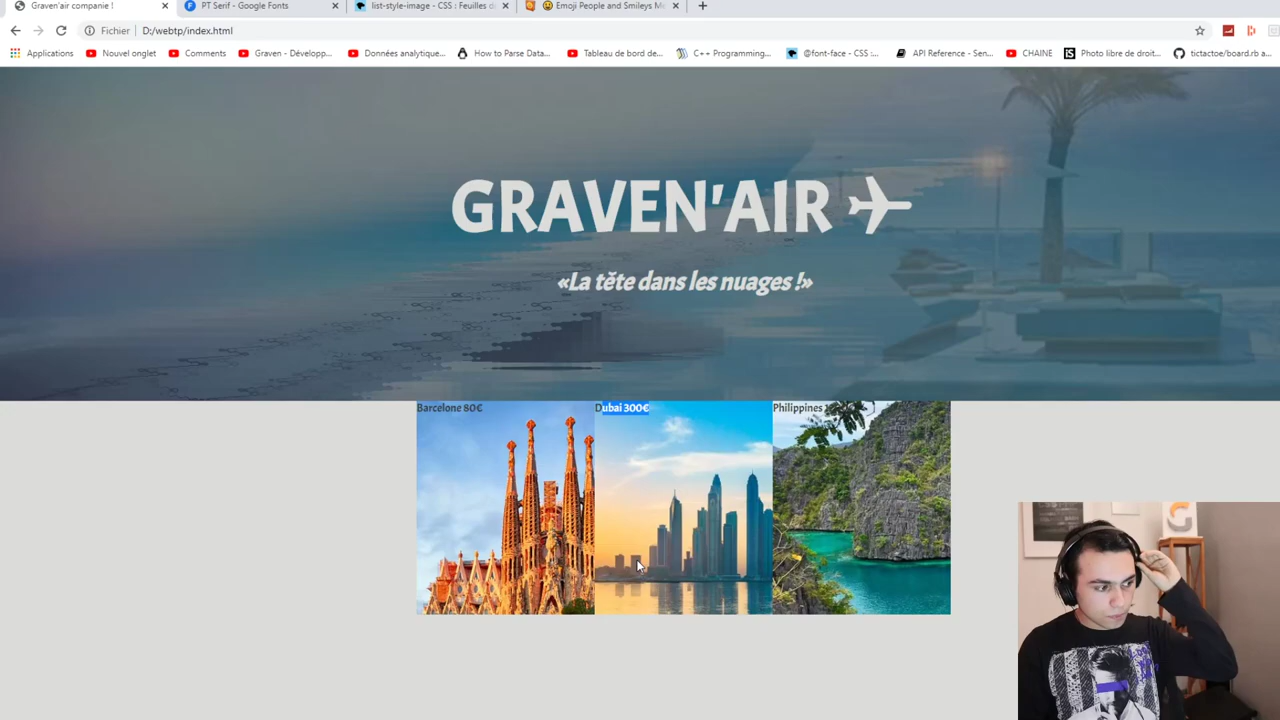 Graven'air companie !
PT Serif - Google Fonts
list-style-image - CSS : Feuilles d
Emoji People and Smileys M
Fichier
D:/webtp/index.html
Applications
Nouvel onglet
Comments
Graven - Développ...
Données analytique...
How to Parse Data...
Tableau de bord de...
C++ Programming...
@font-face - CSS :...
API Reference - Sen...
CHAINE
Photo libre de droit...
tictactoe/board.rb a...
GRAVEN'AIR
«La tête dans les nuages !»
Barcelone 80€
Dubai 300€
Philippines